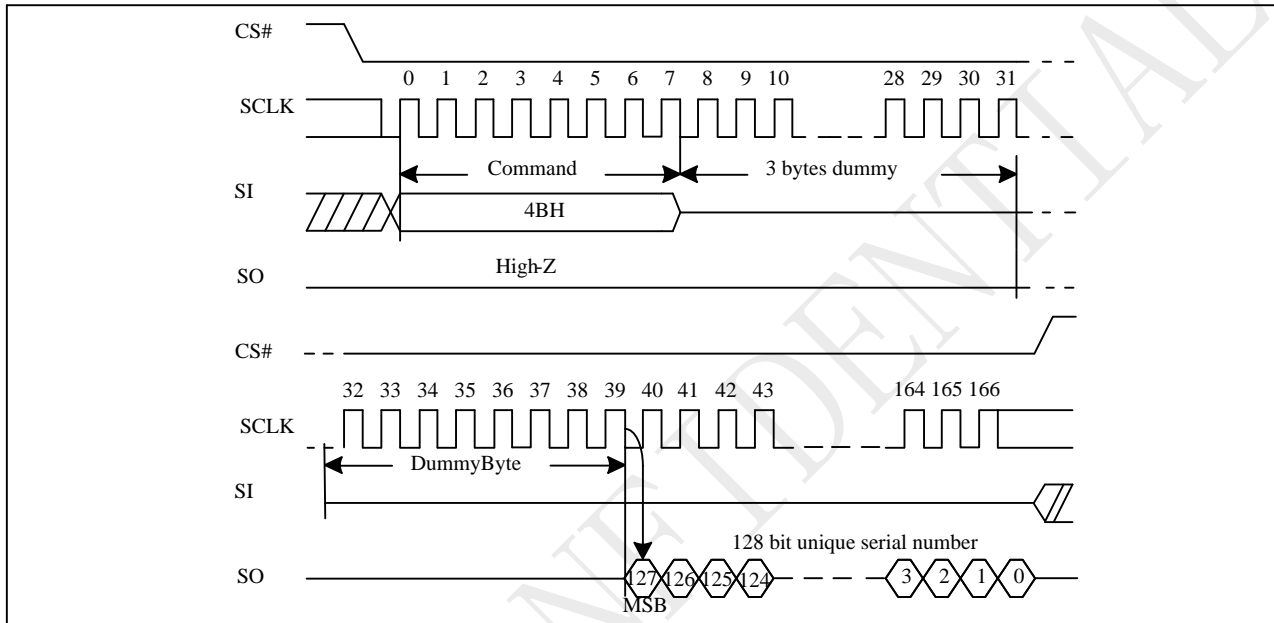 CS#
0 1 2 3 4 5 6 7 8 9 10 28 29 30 31
SCLK
Command 3 bytes dummy
SI
4BH
High-Z
SO
CS#
32 33 34 35 36 37 38 39 40 41 42 43 164 165 166
SCLK
DummyByte
SI
128 bit unique serial number
SO 127 126 125 124 3 2 1 0
MSB